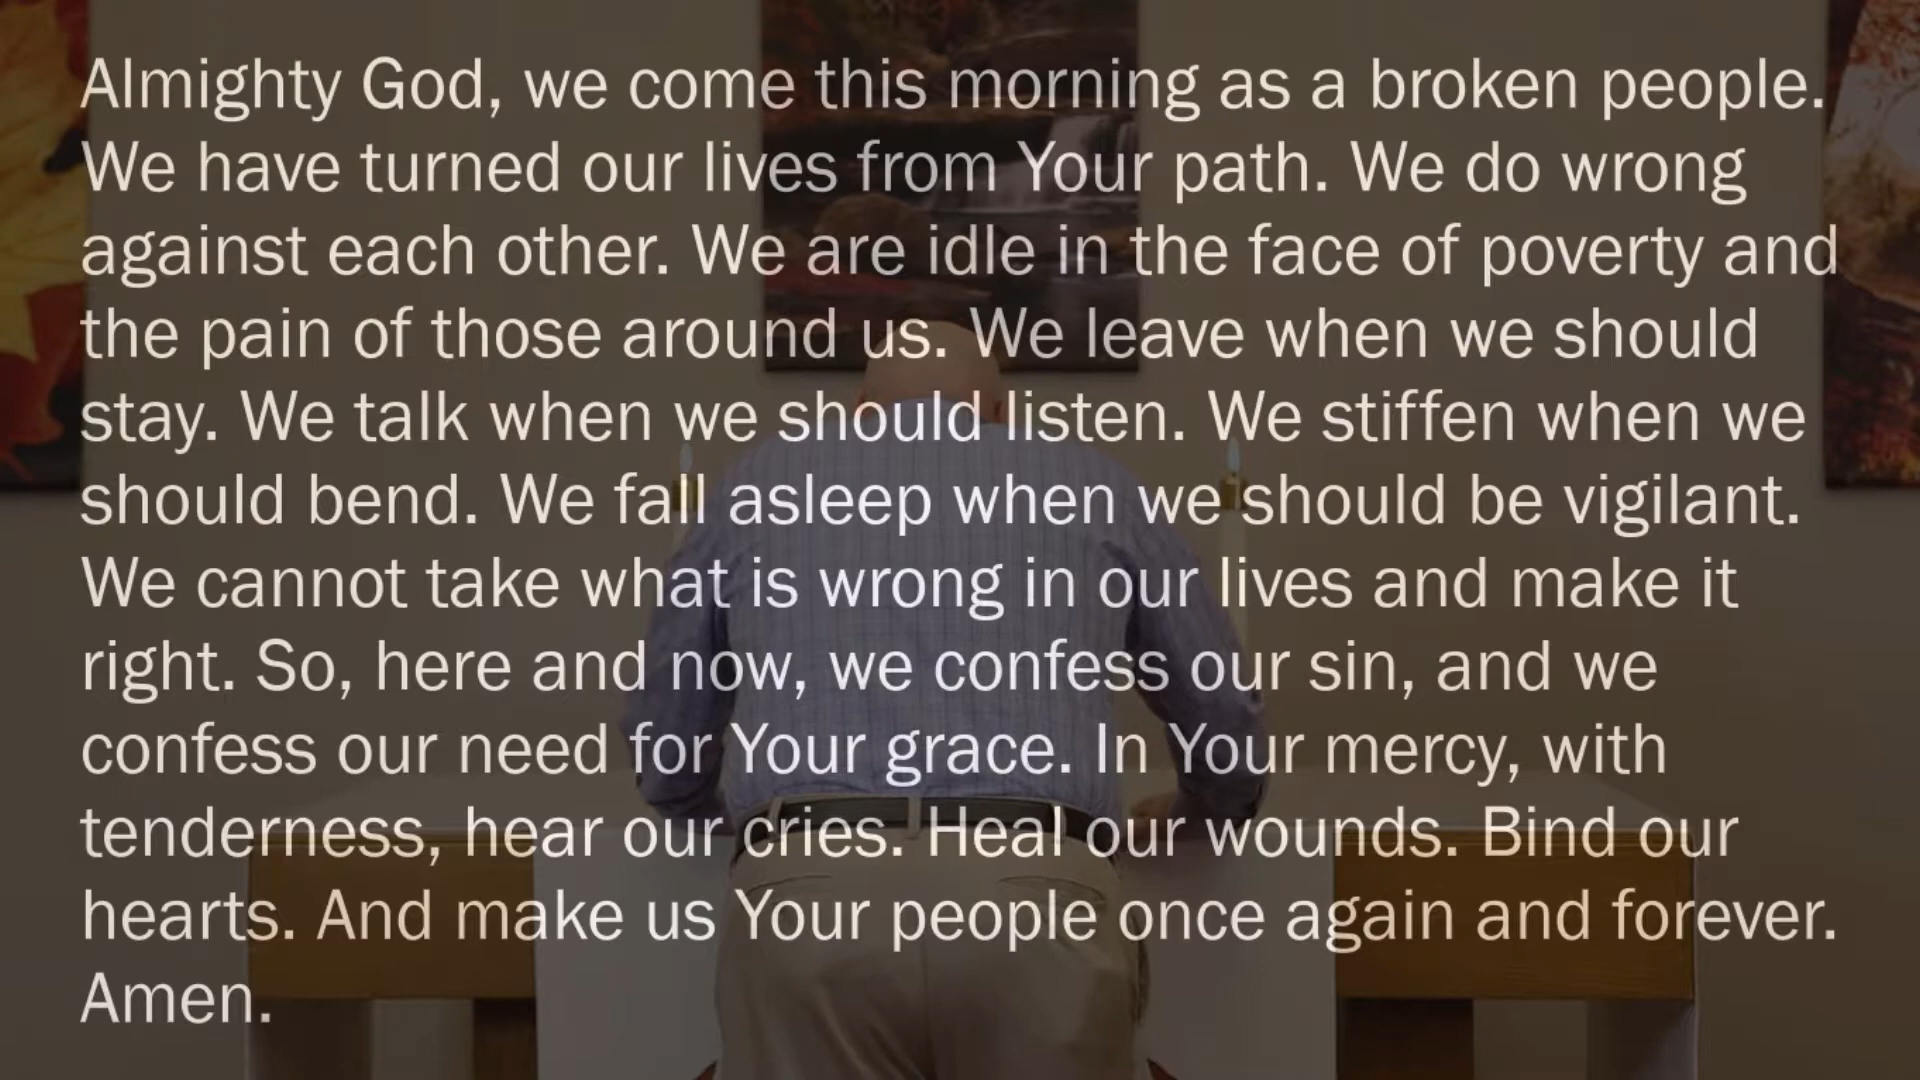 Almighty God, we come this morning as a broken people.
We have turned our lives from Your path. We do wrong
against each other. We are idle in the face of poverty and
the pain of those around us. We leave when we should
stay. We talk when we should listen. We stiffen when we
should bend. We fall asleep when we should be vigilant.
We cannot take what is wrong in our lives and make it
right. So, here and now, we confess our sin, and we
confess our need for Your grace. In Your mercy, with
tenderness, hear our cries. Heal our wounds. Bind our
hearts. And make us Your people once again and forever.
Amen.